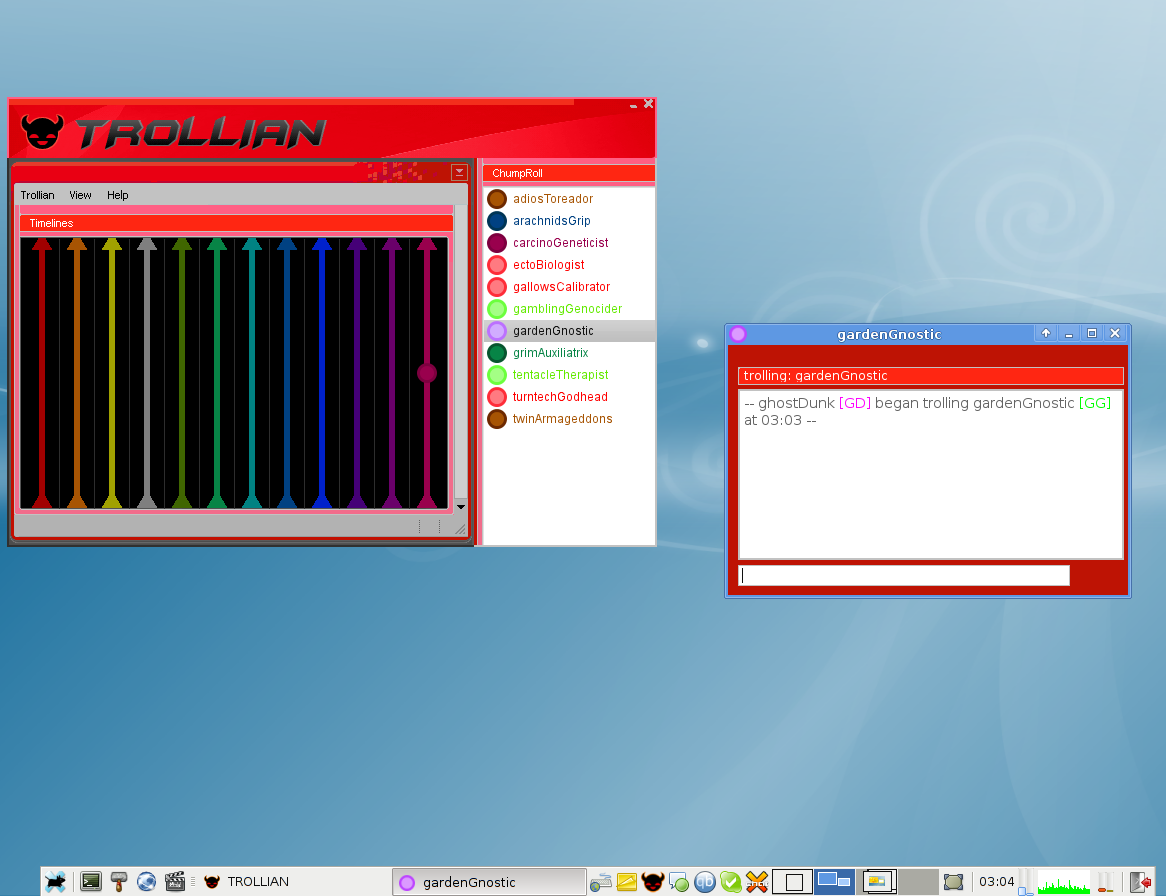 TROLLIAN
Trollian View Help
Timelines
ChumpRoll
adiosToreador
arachnidsGrip
carcinoGeneticist
ectoBiologist
gallowsCalibrator
gamblingGenocider
gardenGnostic
grimAuxiliatrix
tentacleTherapist
turntechGodhead
twinArmageddons
gardenGnostic
trolling: gardenGnostic
-- ghostDunk [GD] began trolling gardenGnostic [GG]
at 03:03 --
TROLLIAN
gardenGnostic
qb
03:04